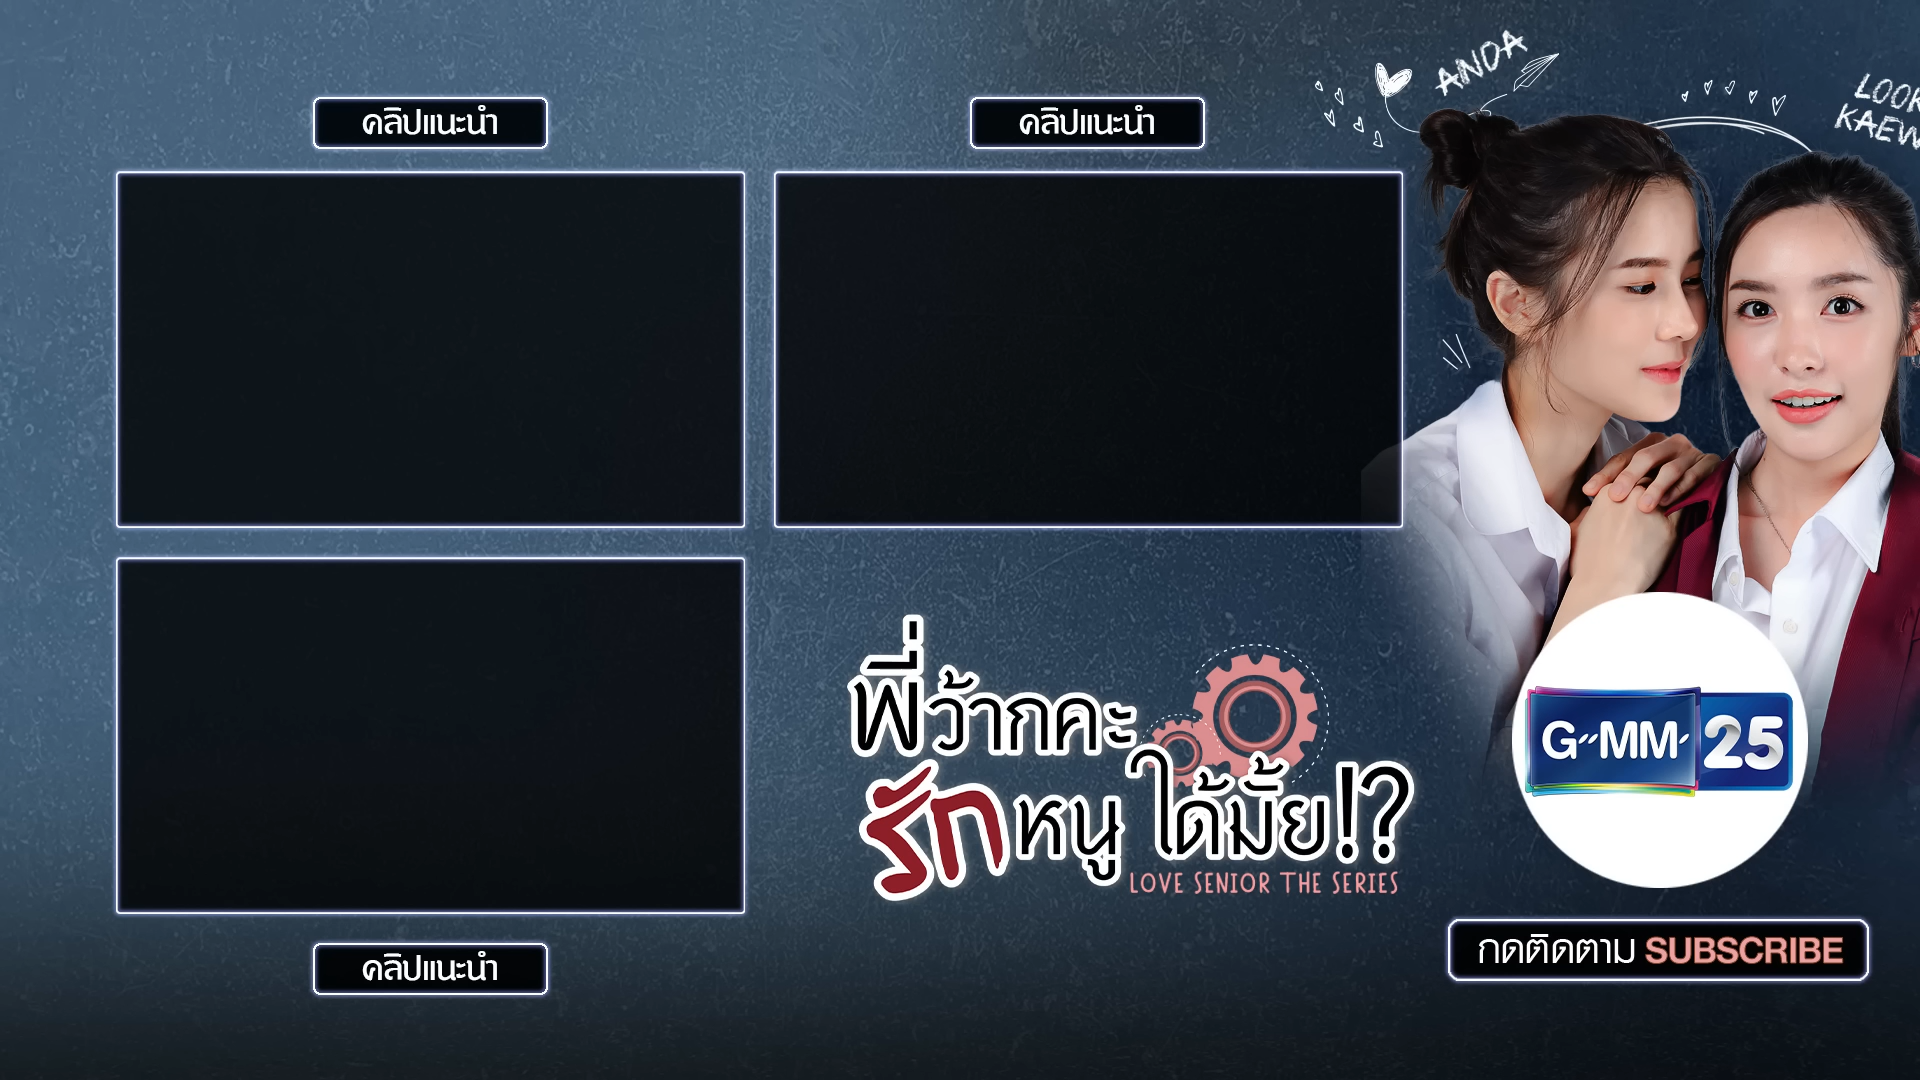 คลิปแนะนำ
คลิปแนะนำ
ANDA
LOOK
KAEW
พี่ว้ากคะ
รักหนูได้มั้ย!?
LOVE SENIOR THE SERIES
GMM 25
คลิปแนะนำ
กดติดตาม SUBSCRIBE